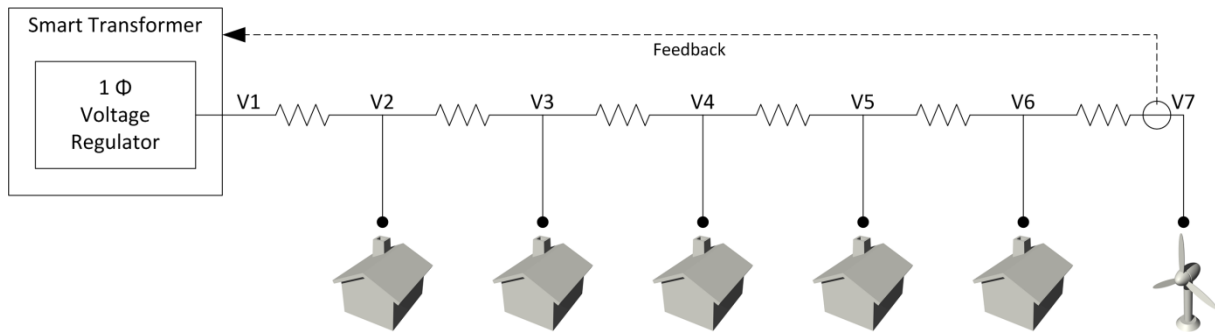 Smart Transformer
1 Φ
Voltage
Regulator
Feedback
V1
V2
V3
V4
V5
V6
V7